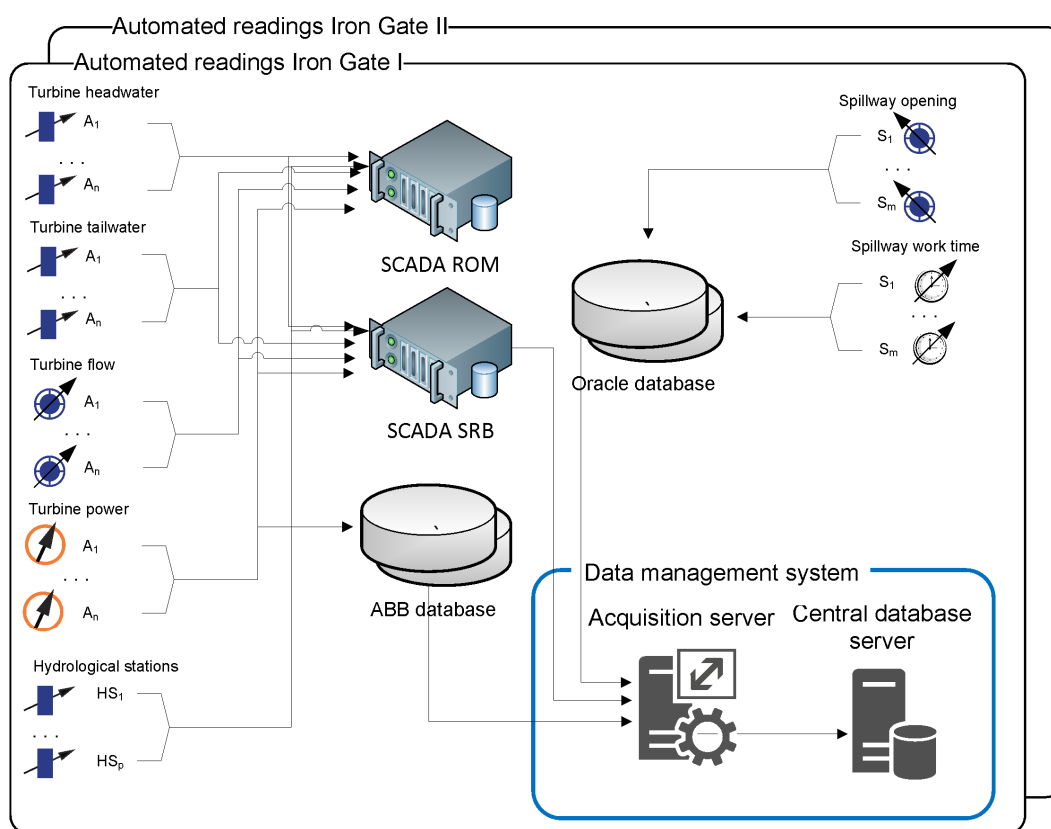 Automated readings Iron Gate II
Automated readings Iron Gate I
Turbine headwater
A1
. . .
An
Turbine tailwater
A1
. . .
An
Turbine flow
A1
. . .
An
Turbine power
A1
. . .
An
Hydrological stations
HS1
. . .
HSp
SCADA ROM
SCADA SRB
ABB database
Spillway opening
S1
. . .
Sm
Spillway work time
S1
. . .
Sm
Oracle database
Data management system
Acquisition server
Central database
server